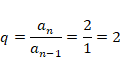 q = a_n / a_{n-1} = 2 / 1 = 2